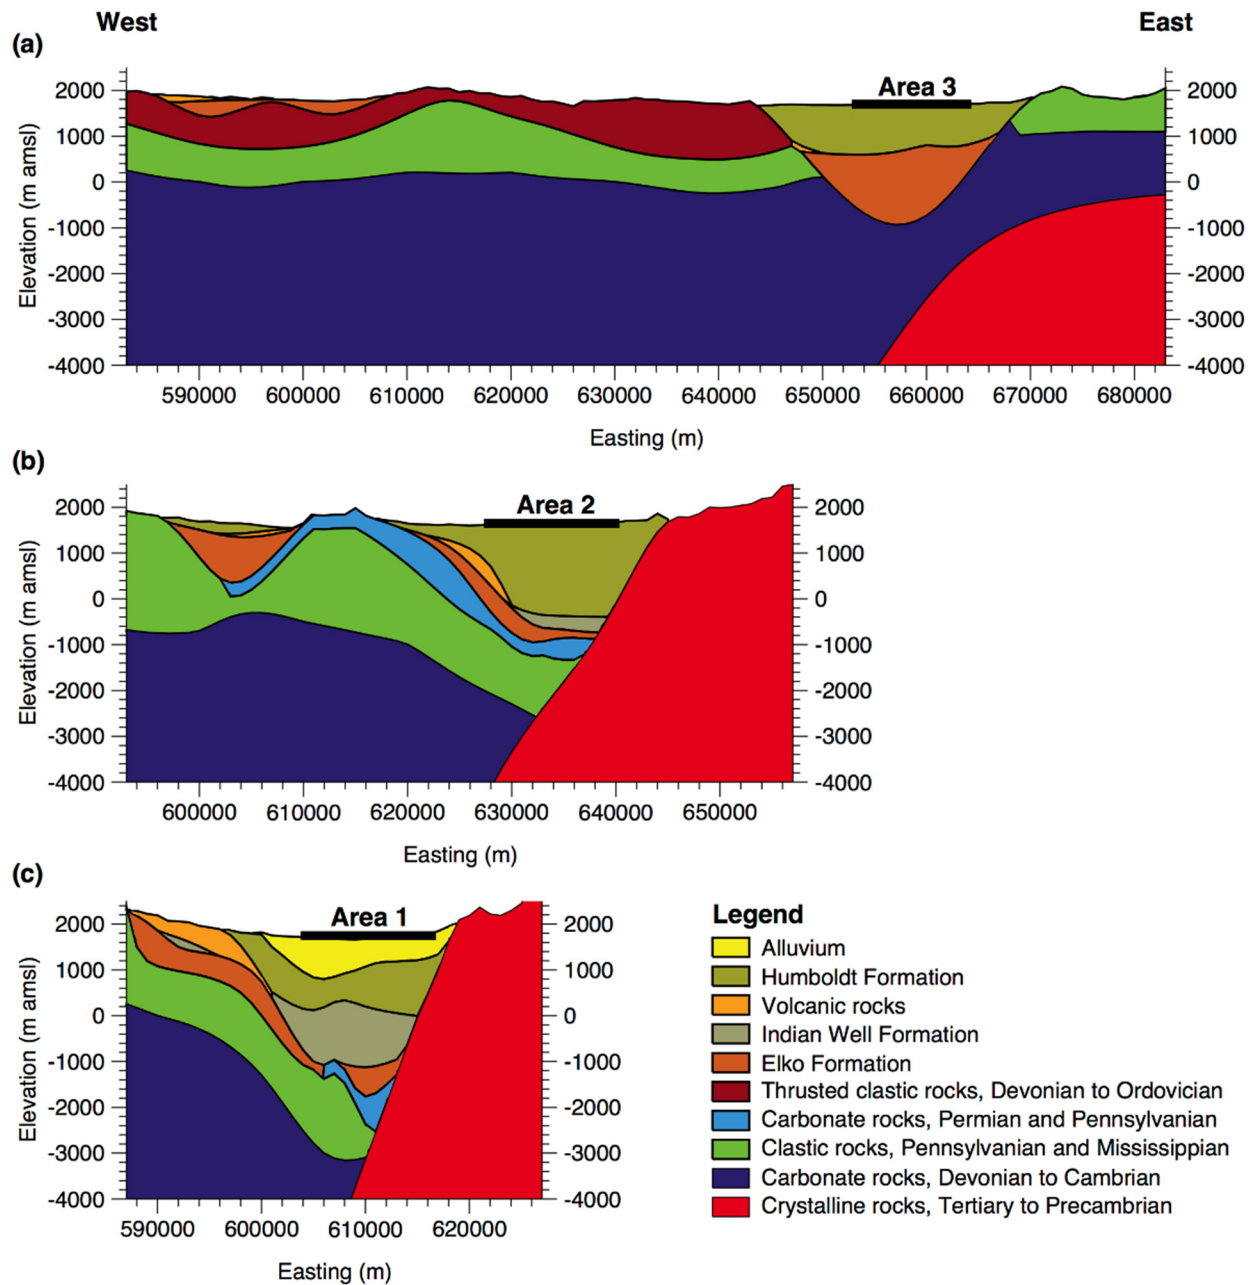 West
East
(a)
Area 3
2000
1000
0
-1000
-2000
-3000
-4000
Elevation (m amsl)
2000
1000
0
-1000
-2000
-3000
-4000
590000 600000 610000 620000 630000 640000 650000 660000 670000 680000
Easting (m)
(b)
Area 2
2000
1000
0
-1000
-2000
-3000
-4000
Elevation (m amsl)
2000
1000
0
-1000
-2000
-3000
-4000
600000 610000 620000 630000 640000 650000
Easting (m)
(c)
Area 1
2000
1000
0
-1000
-2000
-3000
-4000
Elevation (m amsl)
2000
1000
0
-1000
-2000
-3000
-4000
590000 600000 610000 620000
Easting (m)
Legend
Alluvium
Humboldt Formation
Volcanic rocks
Indian Well Formation
Elko Formation
Thrusted clastic rocks, Devonian to Ordovician
Carbonate rocks, Permian and Pennsylvanian
Clastic rocks, Pennsylvanian and Mississippian
Carbonate rocks, Devonian to Cambrian
Crystalline rocks, Tertiary to Precambrian